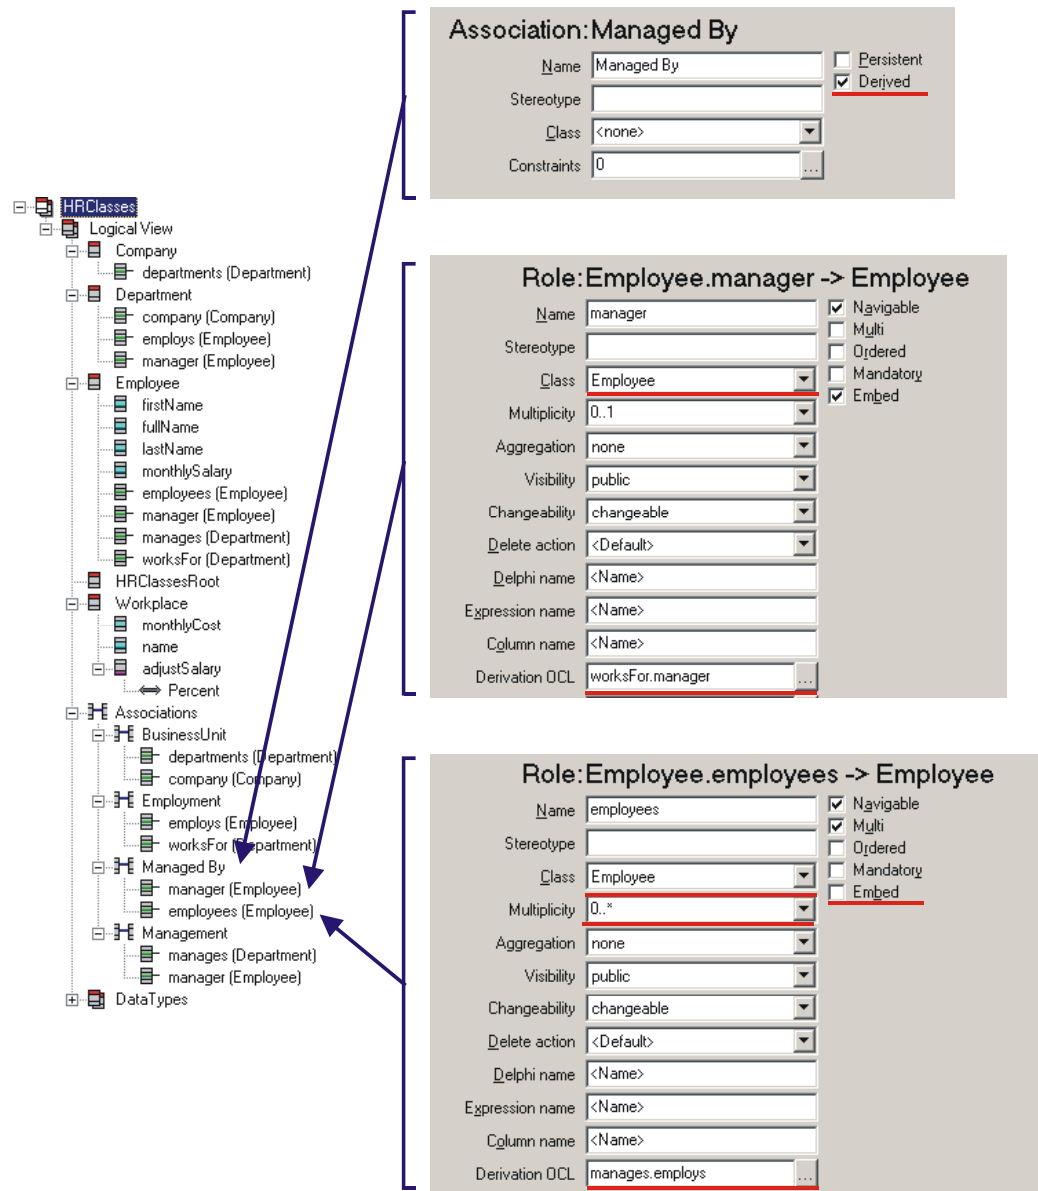 HRClasses
Logical View
Company
departments (Department)
Department
company (Company)
employs (Employee)
manager (Employee)
Employee
firstName
fullName
lastName
monthlySalary
employees (Employee)
manager (Employee)
manages (Department)
worksFor (Department)
HRClassesRoot
Workplace
monthlyCost
name
adjustSalary
Percent
Associations
BusinessUnit
departments (Department)
company (Company)
Employment
employs (Employee)
worksFor (Department)
Managed By
manager (Employee)
employees (Employee)
Management
manages (Department)
manager (Employee)
DataTypes
Association:Managed By
Name Managed By Persistent
Derived
Stereotype
Class <none>
Constraints 0 ...
Role:Employee.manager -> Employee
Name manager Navigable
Multi
Stereotype Ordered
Class Employee Mandatory
Embed
Multiplicity 0..1
Aggregation none
Visibility public
Changeability changeable
Delete action <Default>
Delphi name <Name>
Expression name <Name>
Column name <Name>
Derivation OCL worksFor.manager ...
Role:Employee.employees -> Employee
Name employees Navigable
Multi
Stereotype Ordered
Class Employee Mandatory
Embed
Multiplicity 0..*
Aggregation none
Visibility public
Changeability changeable
Delete action <Default>
Delphi name <Name>
Expression name <Name>
Column name <Name>
Derivation OCL manages.employs ...